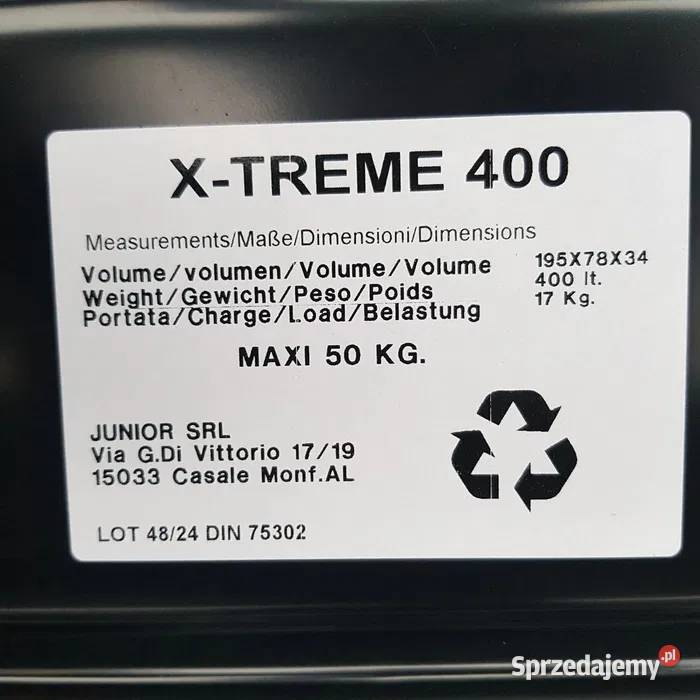 X-TREME 400
Measurements/Maße/Dimensioni/Dimensions 195X78X34
Volume/volumen/Volume/Volume 400 lt.
Weight/Gewicht/Peso/Poids 17 Kg.
Portata/Charge/Load/Belastung
MAXI 50 KG.
JUNIOR SRL
Via G.Di Vittorio 17/19
15033 Casale Monf.AL
LOT 48/24 DIN 75302
Sprzedajemy.pl